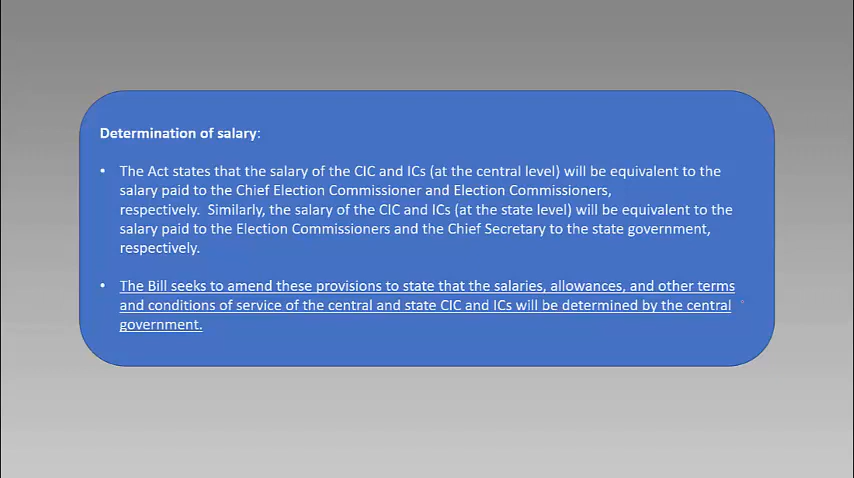 Determination of salary:
• The Act states that the salary of the CIC and ICs (at the central level) will be equivalent to the
salary paid to the Chief Election Commissioner and Election Commissioners,
respectively.  Similarly, the salary of the CIC and ICs (at the state level) will be equivalent to the
salary paid to the Election Commissioners and the Chief Secretary to the state government,
respectively.
• The Bill seeks to amend these provisions to state that the salaries, allowances, and other terms
and conditions of service of the central and state CIC and ICs will be determined by the central
government.